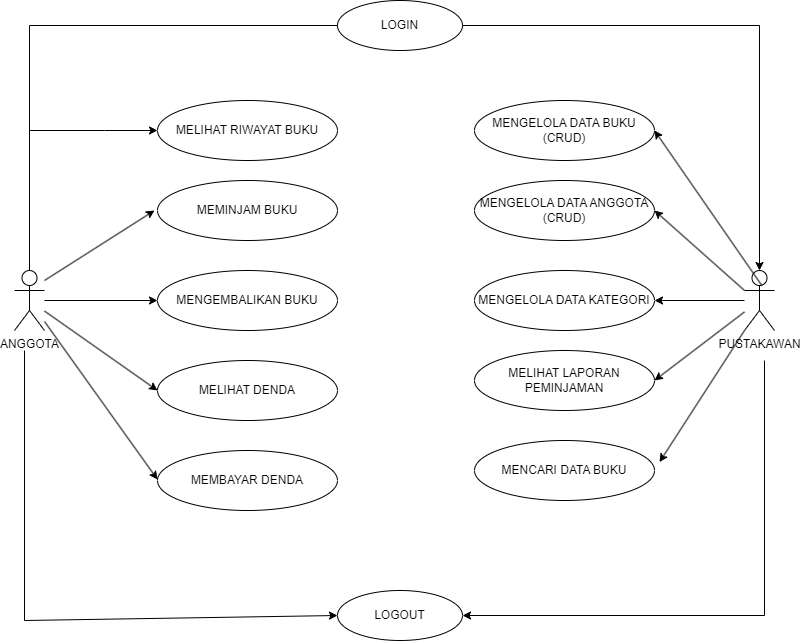 LOGIN
MELIHAT RIWAYAT BUKU
MENGELOLA DATA BUKU
(CRUD)
MEMINJAM BUKU
MENGELOLA DATA ANGGOTA
(CRUD)
MENGEMBALIKAN BUKU
MENGELOLA DATA KATEGORI
ANGGOTA
PUSTAKAWAN
MELIHAT DENDA
MELIHAT LAPORAN
PEMINJAMAN
MEMBAYAR DENDA
MENCARI DATA BUKU
LOGOUT